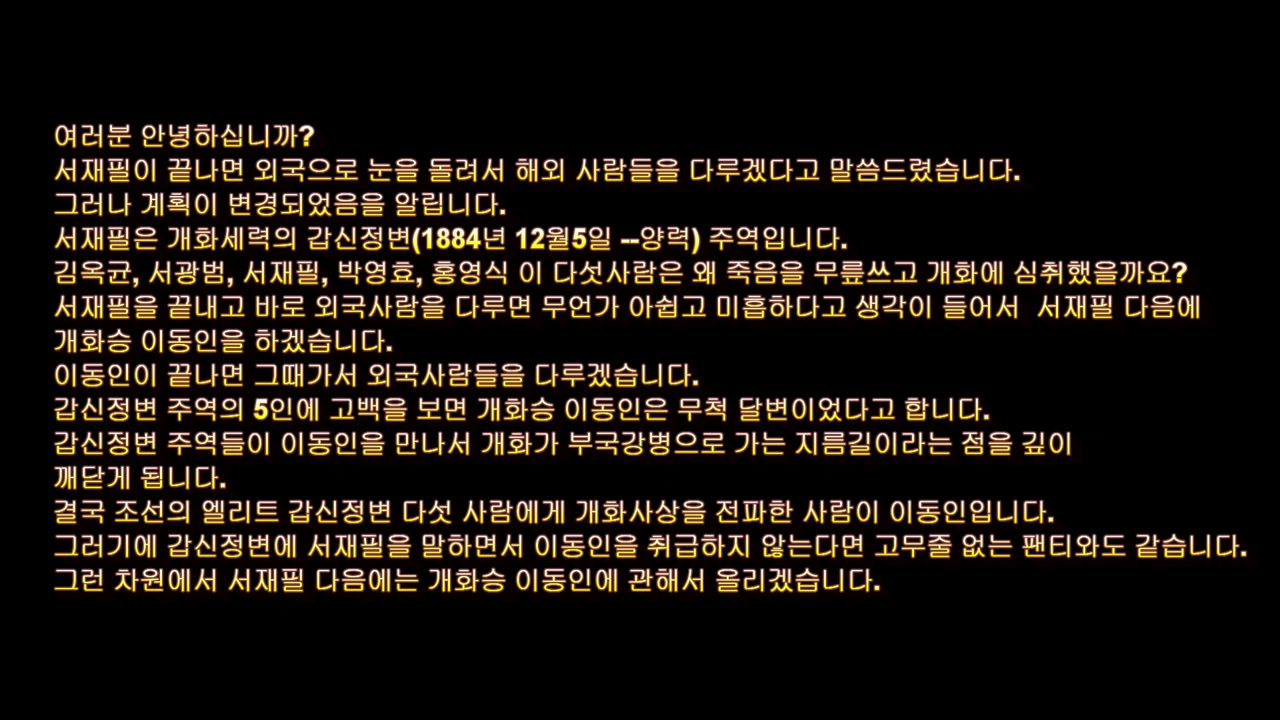 여러분 안녕하십니까?
서재필이 끝나면 외국으로 눈을 돌려서 해외 사람들을 다루겠다고 말씀드렸습니다.
그러나 계획이 변경되었음을 알립니다.
서재필은 개화세력의 갑신정변(1884년 12월5일 --양력) 주역입니다.
김옥균, 서광범, 서재필, 박영효, 홍영식 이 다섯사람은 왜 죽음을 무릎쓰고 개화에 심취했을까요?
서재필을 끝내고 바로 외국사람을 다루면 무언가 아쉽고 미흡하다고 생각이 들어서 서재필 다음에
개화승 이동인을 하겠습니다.
이동인이 끝나면 그때가서 외국사람들을 다루겠습니다.
갑신정변 주역의 5인에 고백을 보면 개화승 이동인은 무척 달변이었다고 합니다.
갑신정변 주역들이 이동인을 만나서 개화가 부국강병으로 가는 지름길이라는 점을 깊이
깨닫게 됩니다.
결국 조선의 엘리트 갑신정변 다섯 사람에게 개화사상을 전파한 사람이 이동인입니다.
그러기에 갑신정변에 서재필을 말하면서 이동인을 취급하지 않는다면 고무줄 없는 팬티와도 같습니다.
그런 차원에서 서재필 다음에는 개화승 이동인에 관해서 올리겠습니다.